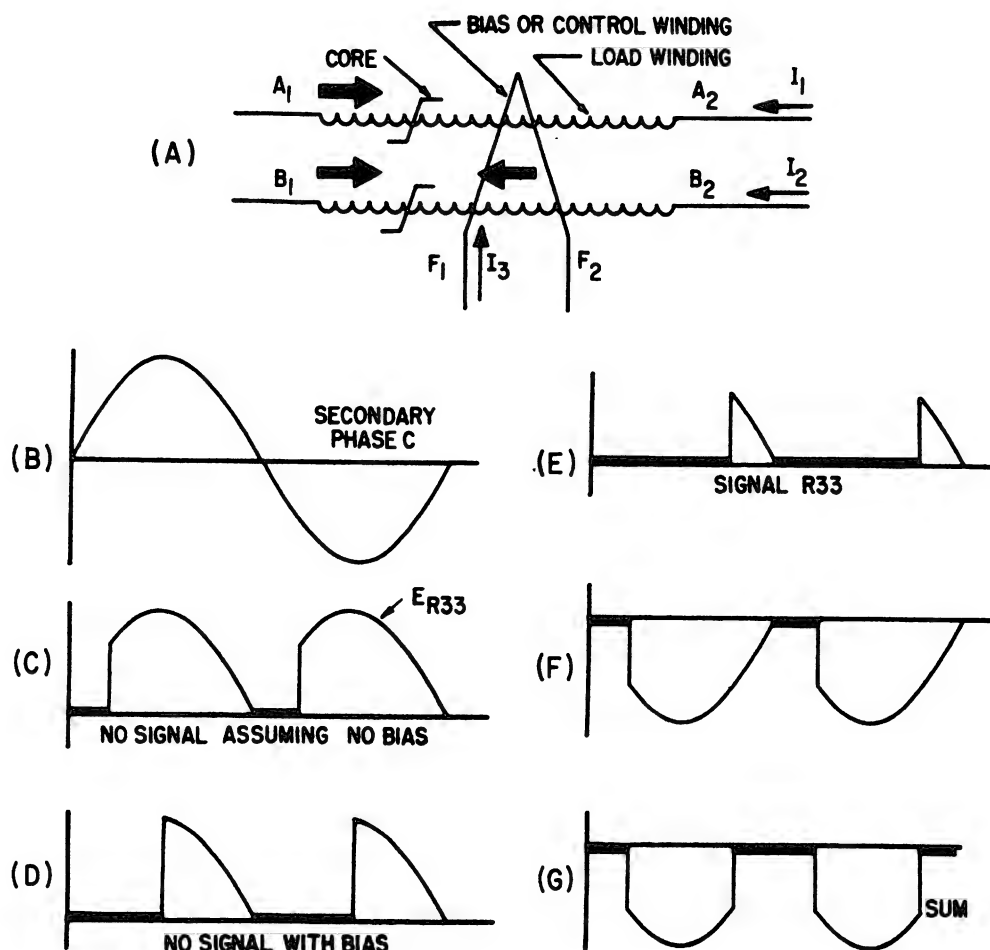 BIAS OR CONTROL WINDING
CORE
LOAD WINDING
A1
A2
I1
(A)
B1
B2
I2
F1
I3
F2
(B)
SECONDARY
PHASE C
(E)
SIGNAL R33
(C)
ER33
NO SIGNAL ASSUMING NO BIAS
(F)
(D)
NO SIGNAL WITH BIAS
(G)
SUM